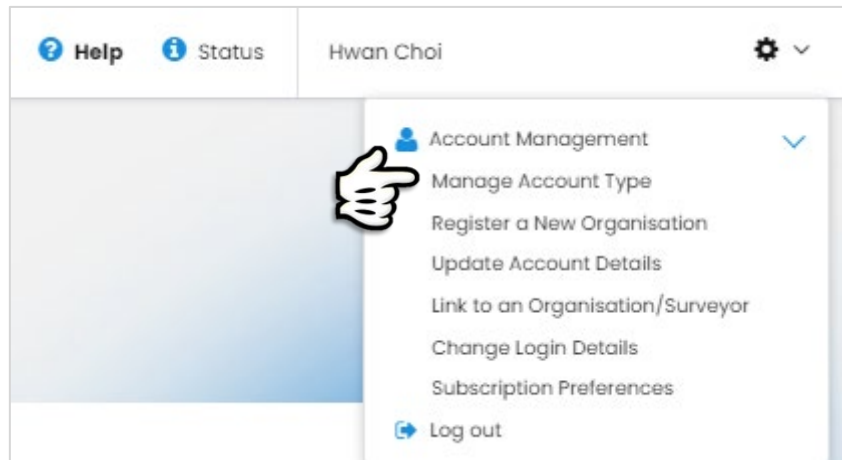 Help Status Hwan Choi
Account Management
Manage Account Type
Register a New Organisation
Update Account Details
Link to an Organisation/Surveyor
Change Login Details
Subscription Preferences
Log out